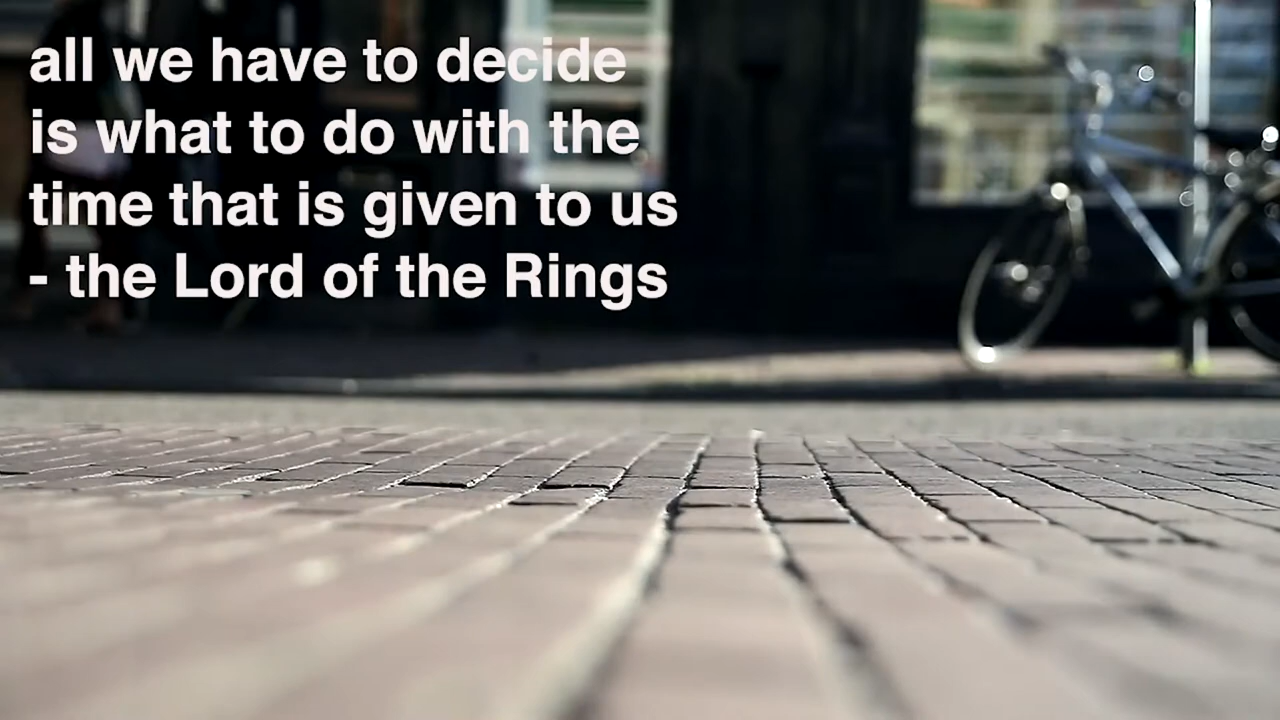 all we have to decide
is what to do with the
time that is given to us
- the Lord of the Rings